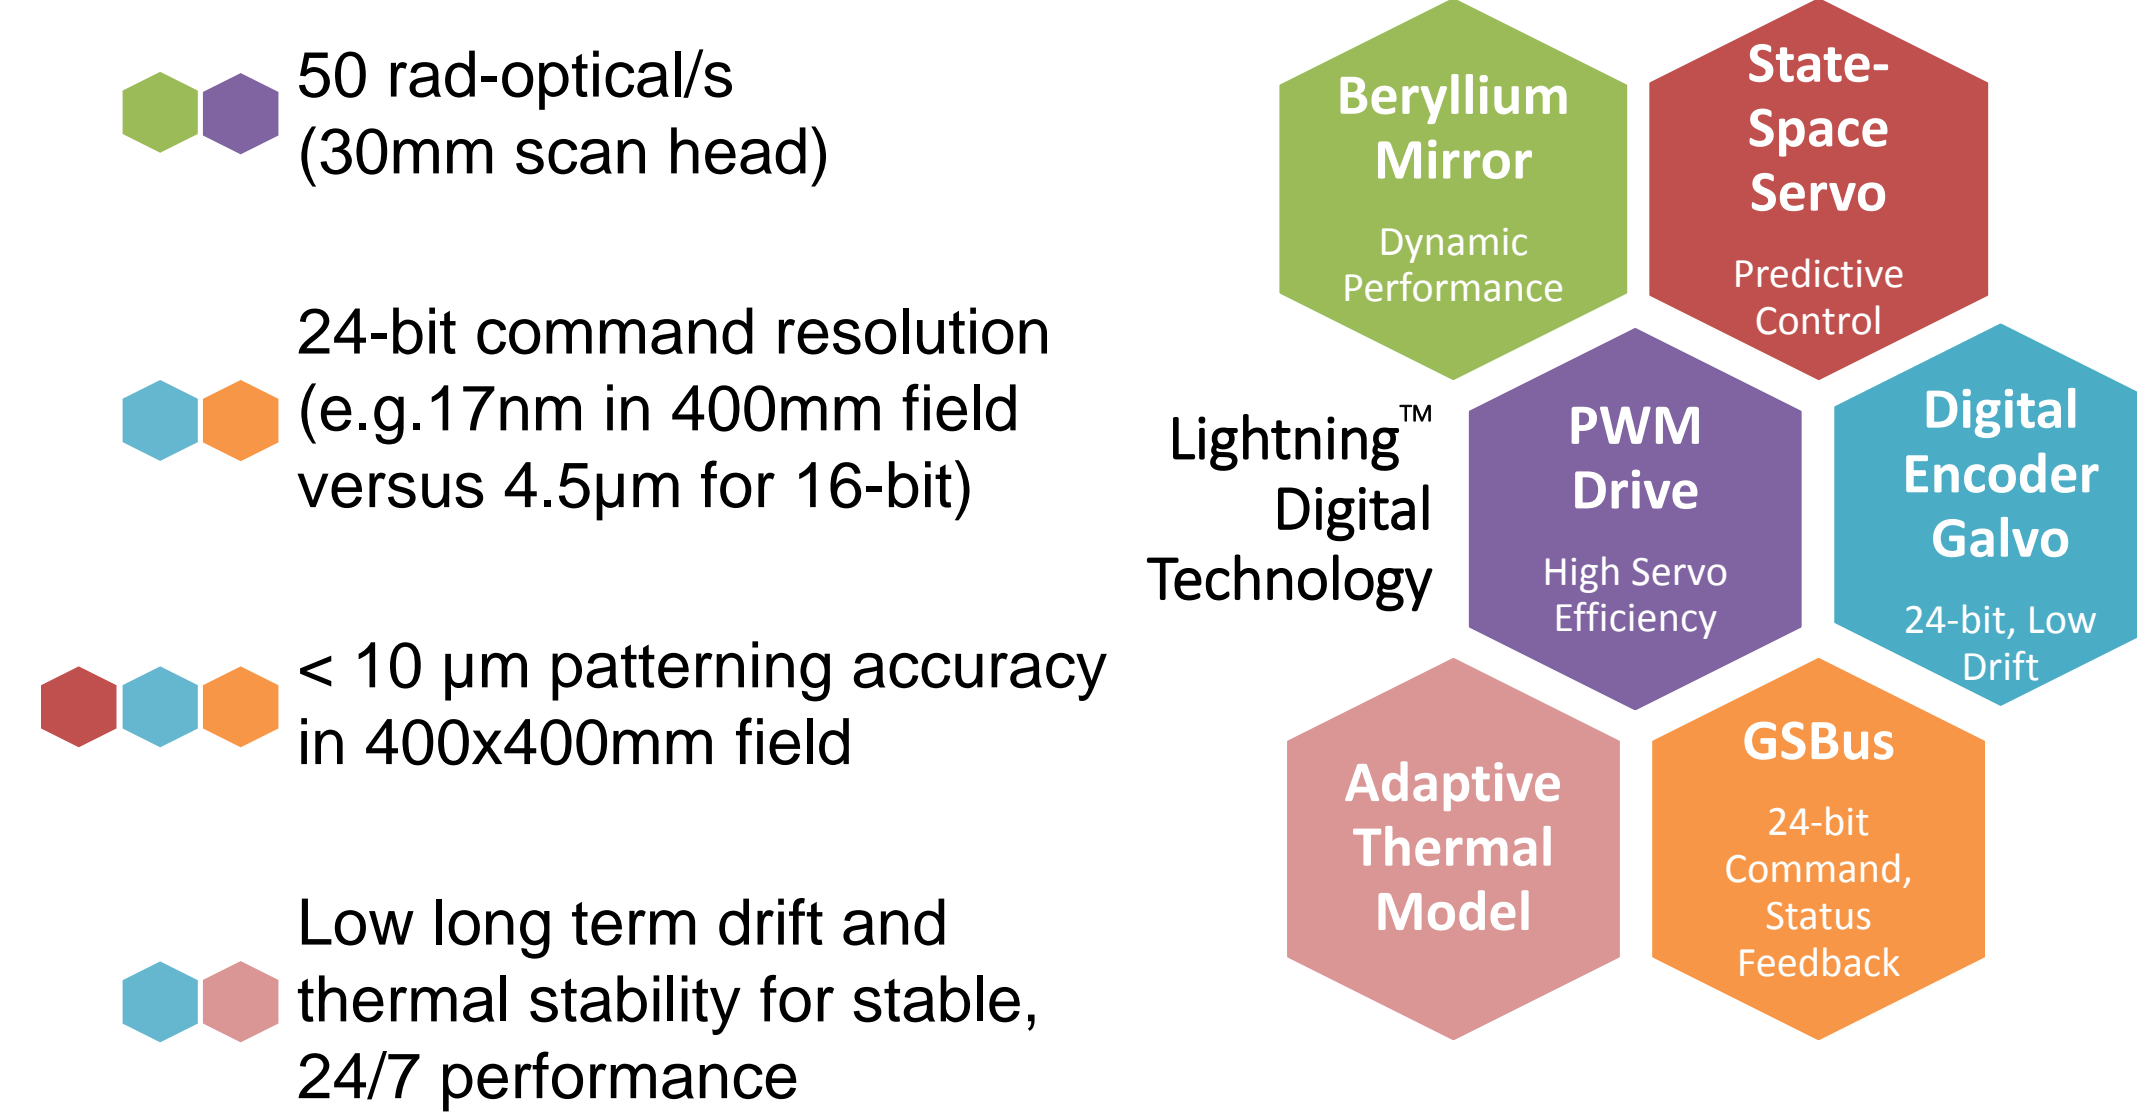 50 rad-optical/s
(30mm scan head)
24-bit command resolution
(e.g.17nm in 400mm field
versus 4.5μm for 16-bit)
< 10 μm patterning accuracy
in 400x400mm field
Low long term drift and
thermal stability for stable,
24/7 performance
Lightning™
Digital
Technology
Beryllium
Mirror
Dynamic
Performance
State-
Space
Servo
Predictive
Control
PWM
Drive
High Servo
Efficiency
Digital
Encoder
Galvo
24-bit, Low
Drift
Adaptive
Thermal
Model
GSBus
24-bit
Command,
Status
Feedback